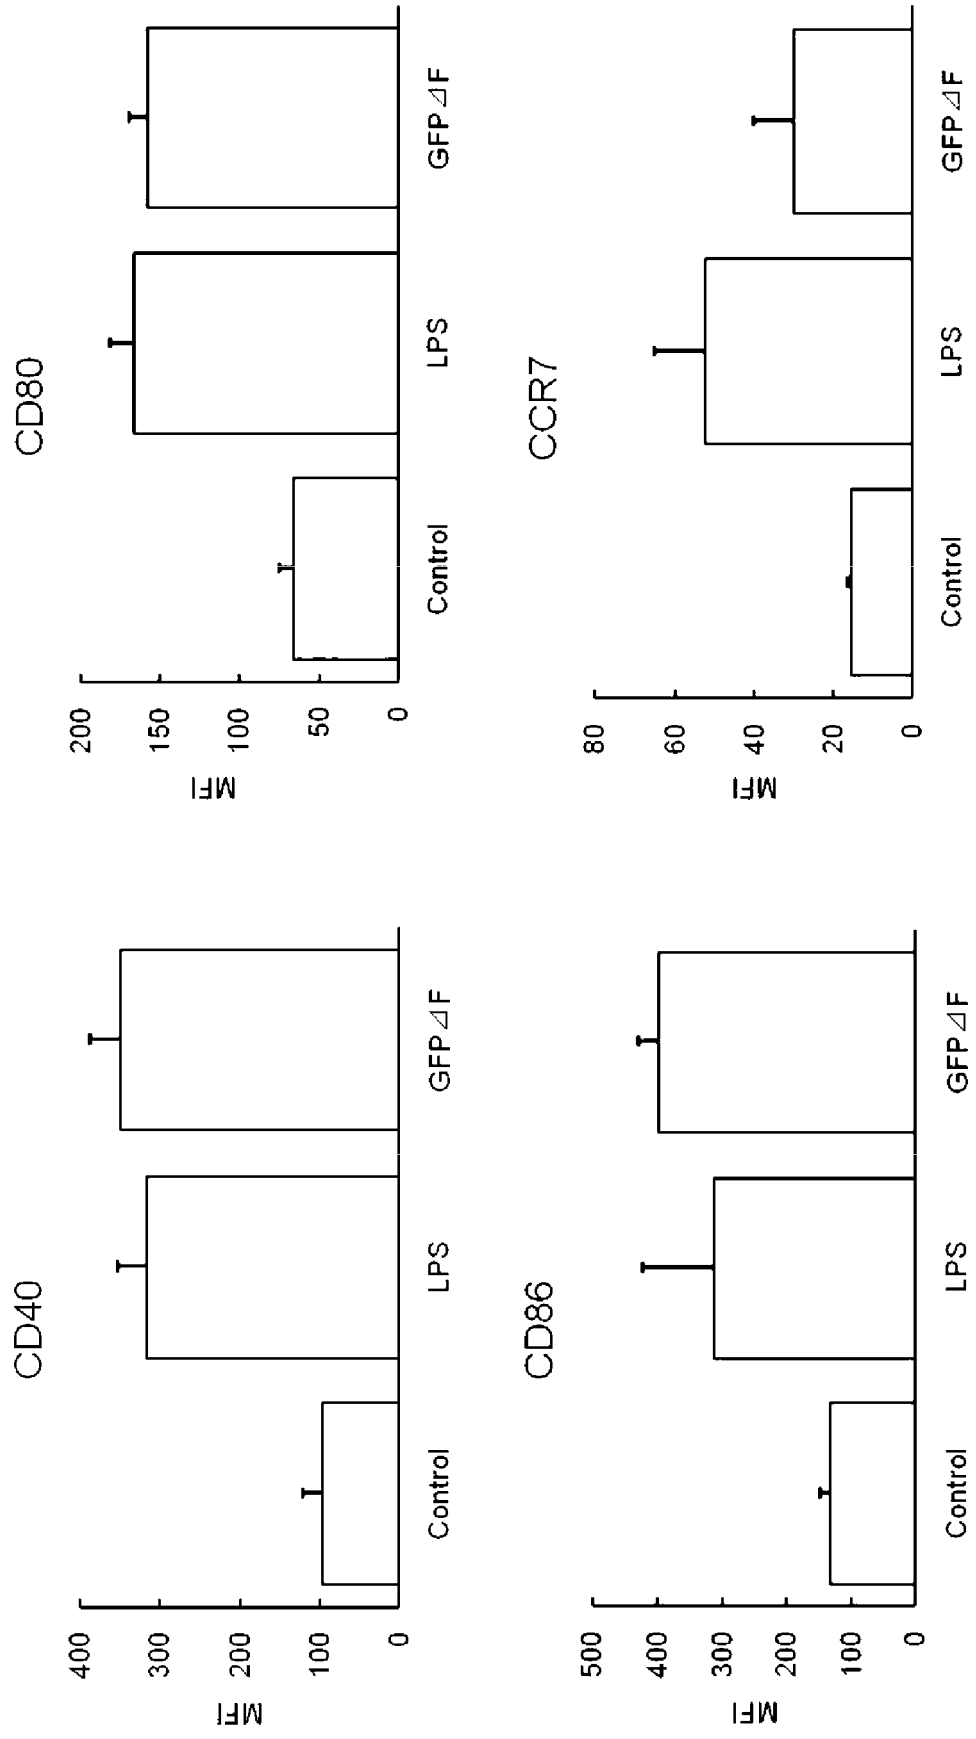 CD40
MFI
400
300
200
100
0
Control LPS GFP⊿F
CD80
MFI
200
150
100
50
0
Control LPS GFP⊿F
CD86
MFI
500
400
300
200
100
0
Control LPS GFP⊿F
CCR7
MFI
80
60
40
20
0
Control LPS GFP⊿F